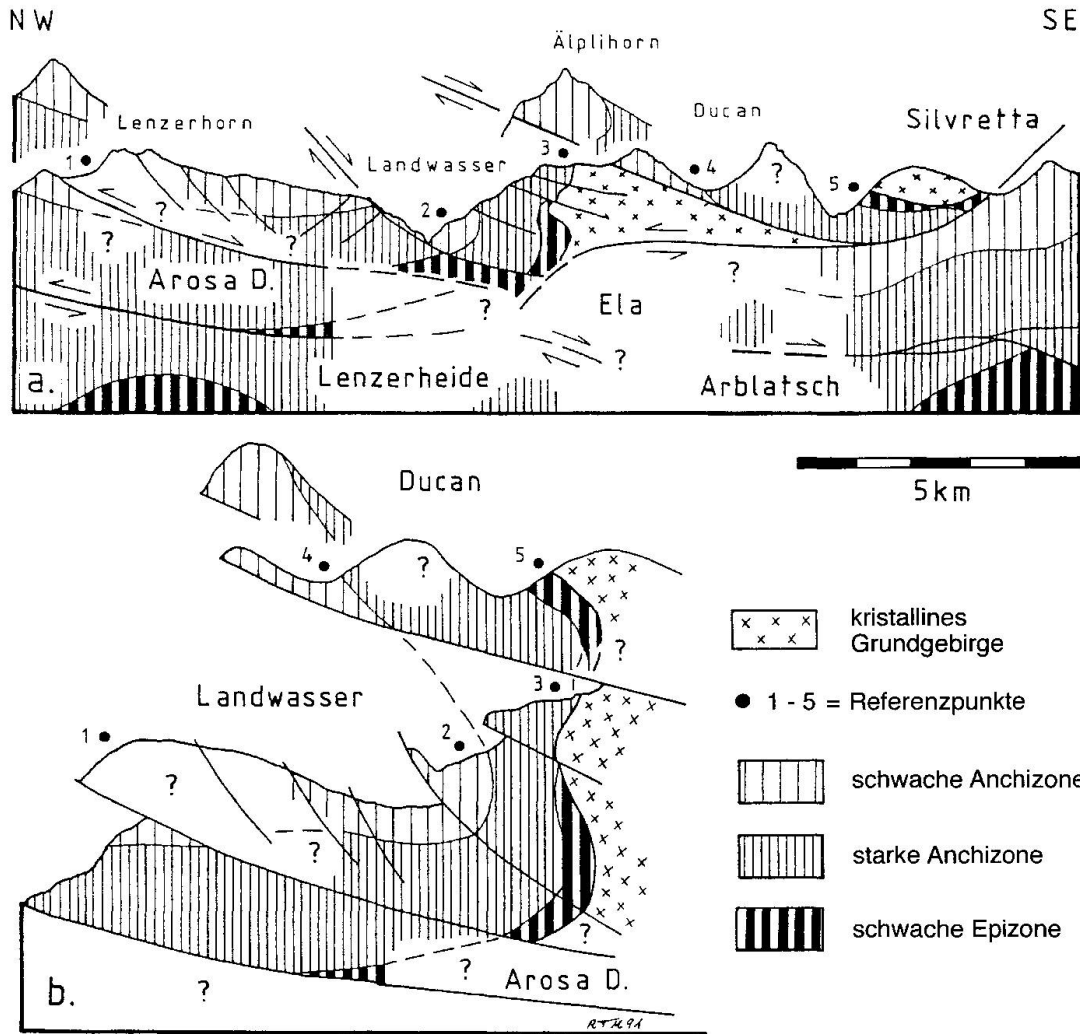 NW
SE
Älplihorn
Lenzerhorn
Ducan
Silvretta
Landwasser
1
3
4
5
2
?
?
?
?
?
?
?
Arosa D.
Ela
a.
Lenzerheide
Arblatsch
5km
Ducan
4
5
?
?
Landwasser
3
1
2
?
?
?
?
?
Arosa D.
b.
kristallines
Grundgebirge
1 - 5 = Referenzpunkte
schwache Anchizone
starke Anchizone
schwache Epizone